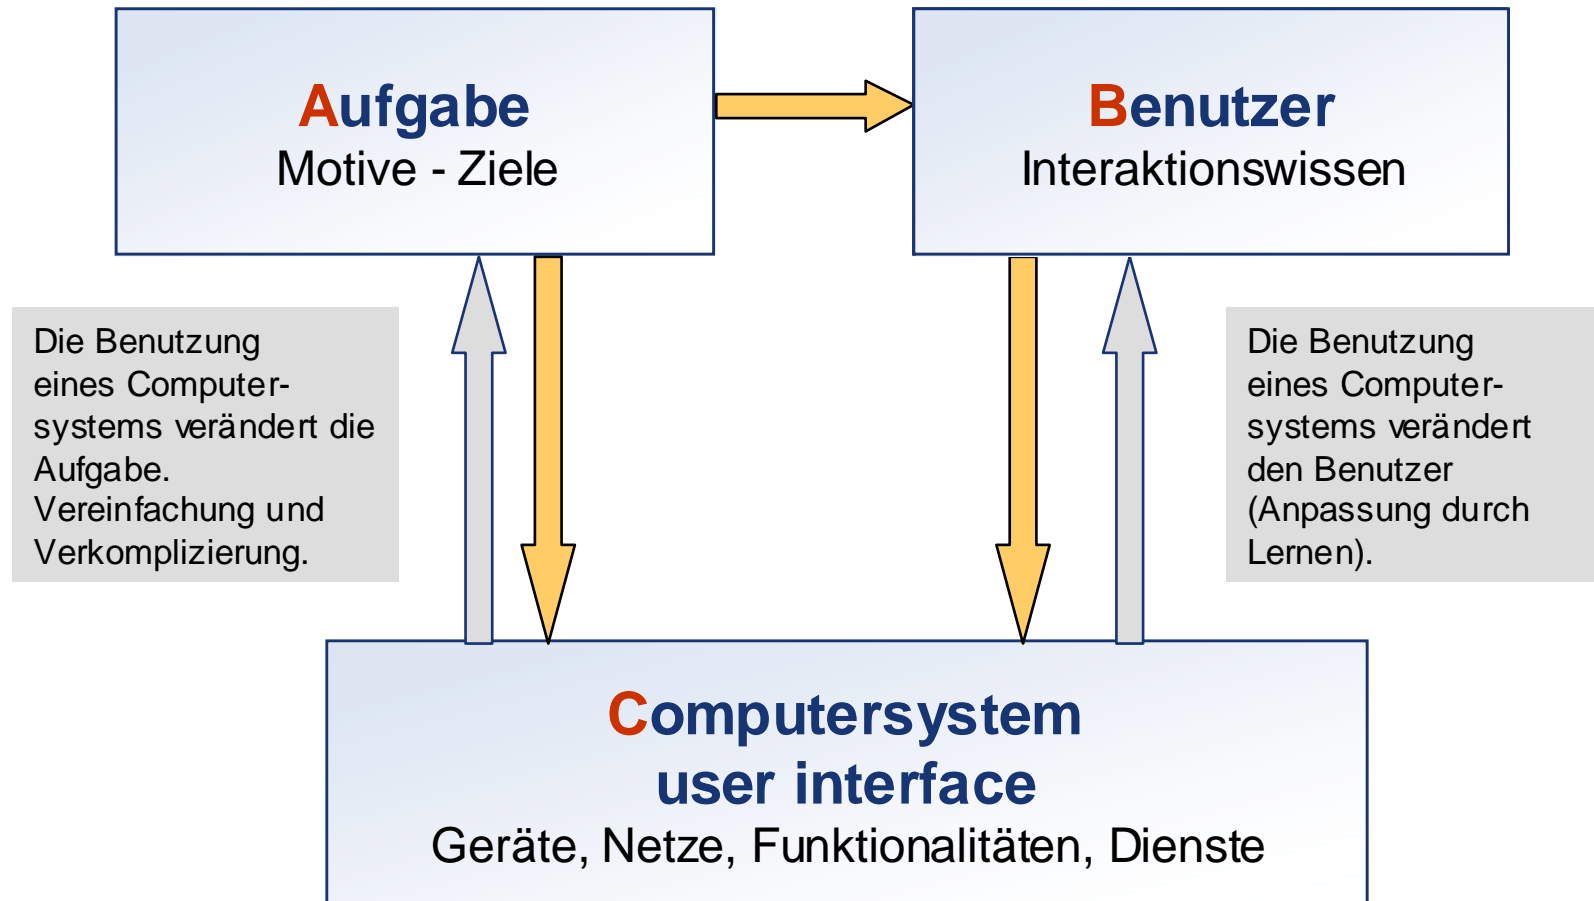 Aufgabe
Motive - Ziele
Benutzer
Interaktionswissen
Die Benutzung
eines Computer-
systems verändert die
Aufgabe.
Vereinfachung und
Verkomplizierung.
Die Benutzung
eines Computer-
systems verändert
den Benutzer
(Anpassung durch
Lernen).
Computersystem
user interface
Geräte, Netze, Funktionalitäten, Dienste